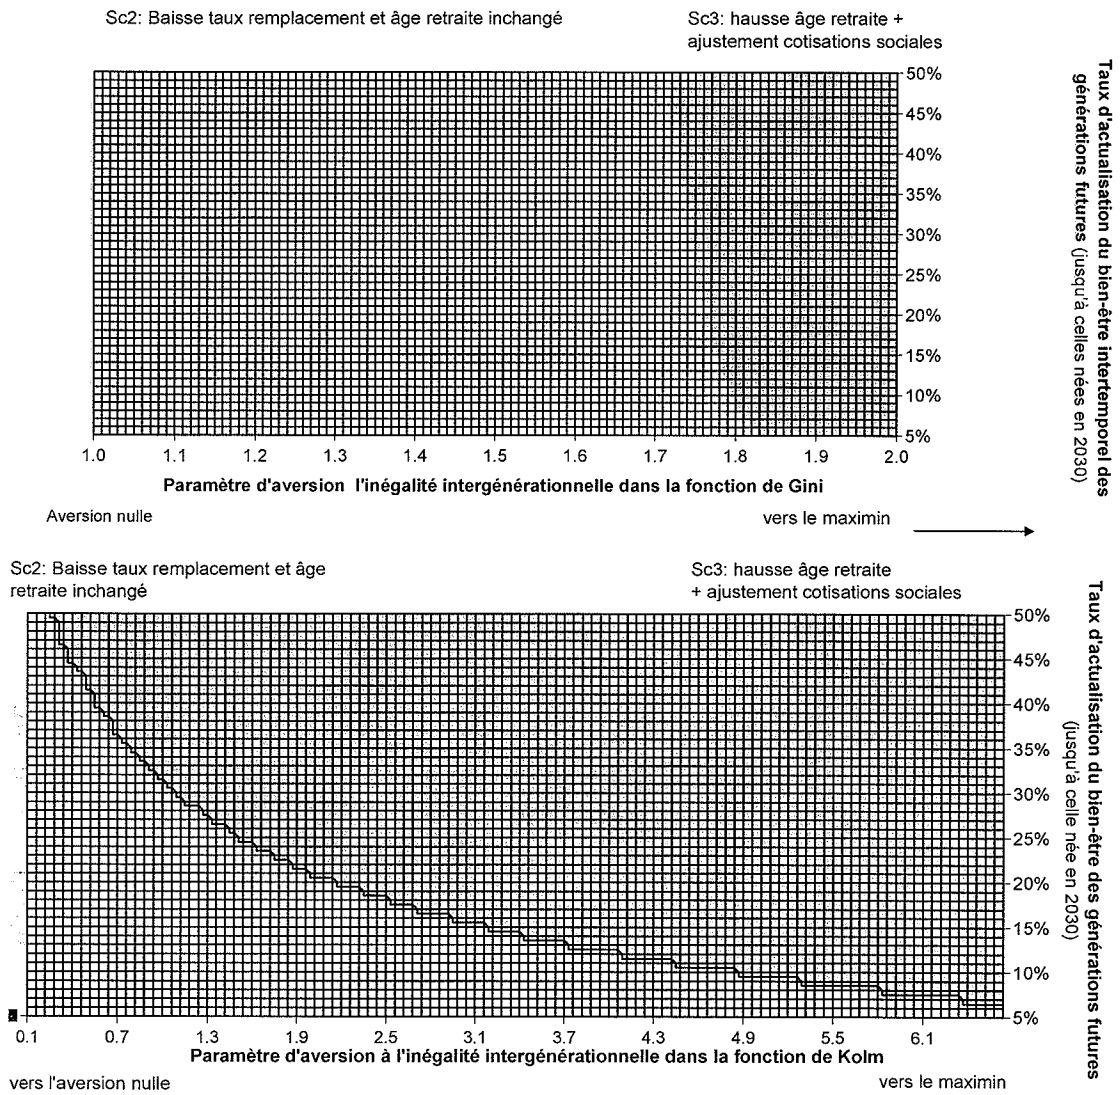 Sc2: Baisse taux remplacement et âge retraite inchangé
Sc3: hausse âge retraite +
ajustement cotisations sociales
50%
45%
40%
35%
30%
25%
20%
15%
10%
5%
Taux d'actualisation du bien-être intertemporel des
générations futures (jusqu'à celles nées en 2030)
1.0 1.1 1.2 1.3 1.4 1.5 1.6 1.7 1.8 1.9 2.0
Paramètre d'aversion l'inégalité intergénérationnelle dans la fonction de Gini
Aversion nulle
vers le maximin
Sc2: Baisse taux remplacement et âge
retraite inchangé
Sc3: hausse âge retraite
+ ajustement cotisations sociales
50%
45%
40%
35%
30%
25%
20%
15%
10%
5%
Taux d'actualisation du bien-être des générations futures
(jusqu'à celle née en 2030)
0.1 0.7 1.3 1.9 2.5 3.1 3.7 4.3 4.9 5.5 6.1
Paramètre d'aversion à l'inégalité intergénérationnelle dans la fonction de Kolm
vers l'aversion nulle
vers le maximin